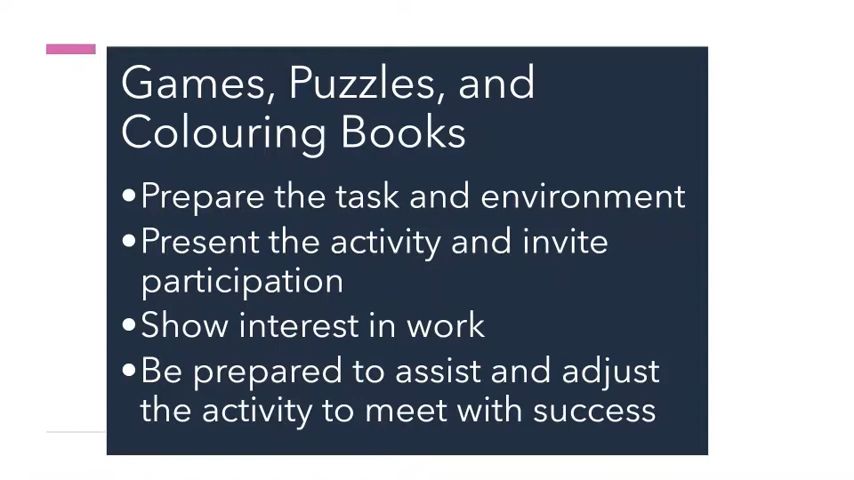 Games, Puzzles, and
Colouring Books
•Prepare the task and environment
•Present the activity and invite
participation
•Show interest in work
•Be prepared to assist and adjust
the activity to meet with success